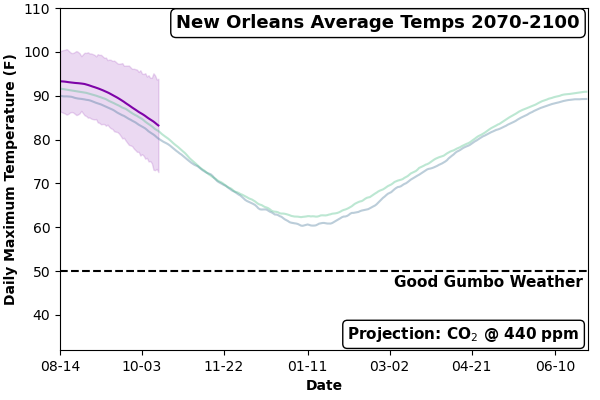 New Orleans Average Temps 2070-2100
Daily Maximum Temperature (F)
110
100
90
80
70
60
50
40
Good Gumbo Weather
Projection: CO₂ @ 440 ppm
08-14 10-03 11-22 01-11 03-02 04-21 06-10
Date